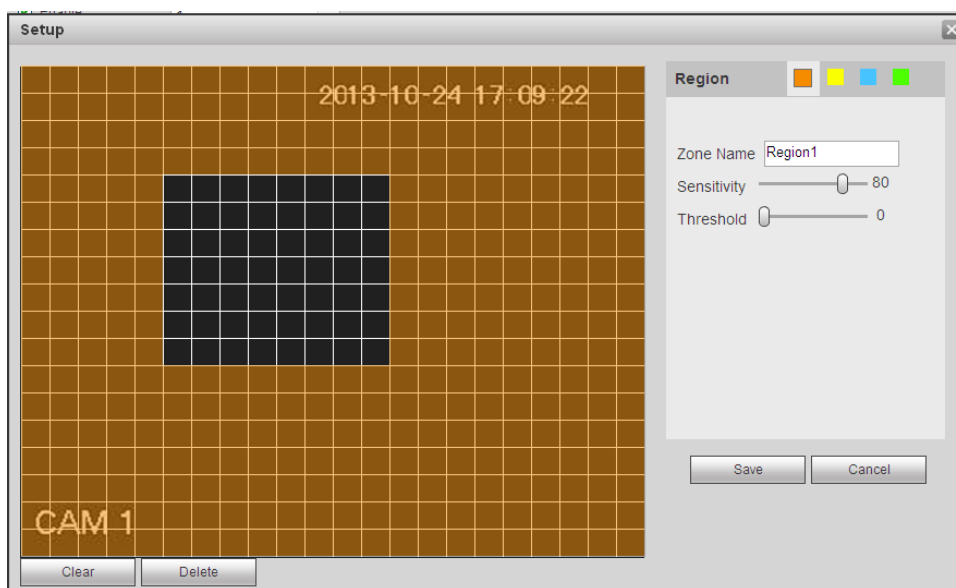 Setup
2013-10-24 17:09:22
CAM 1
Clear
Delete
Region
Zone Name Region1
Sensitivity 80
Threshold 0
Save
Cancel